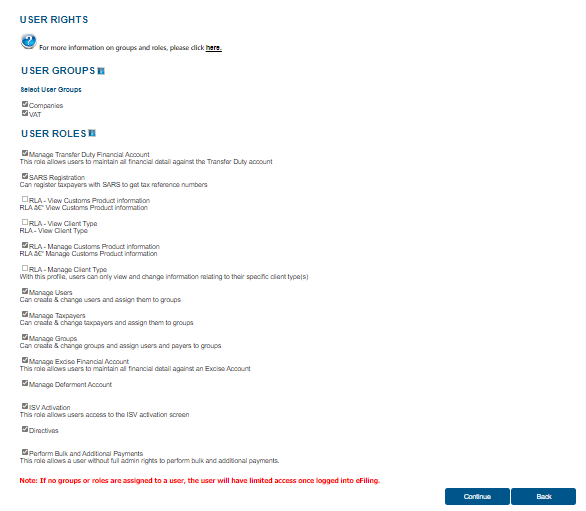 USER RIGHTS
For more information on groups and roles, please click here.
USER GROUPS
Select User Groups
Companies
VAT
USER ROLES
Manage Transfer Duty Financial Account
This role allows users to maintain all financial detail against the Transfer Duty account
SARS Registration
Can register taxpayers with SARS to get tax reference numbers
RLA - View Customs Product information
RLA â€“ View Customs Product information
RLA - View Client Type
RLA - View Client Type
RLA - Manage Customs Product information
RLA â€“ Manage Customs Product information
RLA - Manage Client Type
With this profile, users can only view and change information relating to their specific client type(s)
Manage Users
Can create & change users and assign them to groups
Manage Taxpayers
Can create & change taxpayers and assign them to groups
Manage Groups
Can create & change groups and assign users and payers to groups
Manage Excise Financial Account
This role allows users to maintain all financial detail against an Excise Account
Manage Deferment Account
ISV Activation
This role allows users access to the ISV activation screen
Directives
Perform Bulk and Additional Payments
This role allows a user without full admin rights to perform bulk and additional payments.
Note: If no groups or roles are assigned to a user, the user will have limited access once logged into eFiling.
Continue
Back